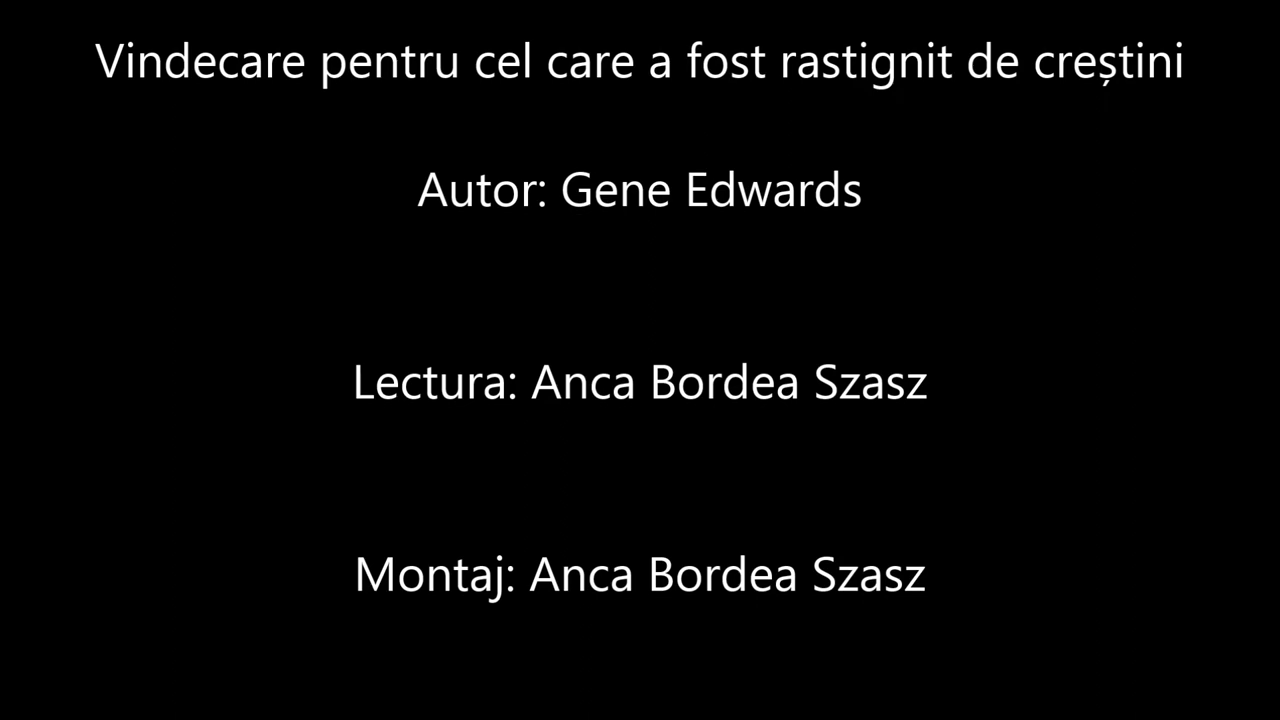 Vindecare pentru cel care a fost rastignit de creștini
Autor: Gene Edwards
Lectura: Anca Bordea Szasz
Montaj: Anca Bordea Szasz